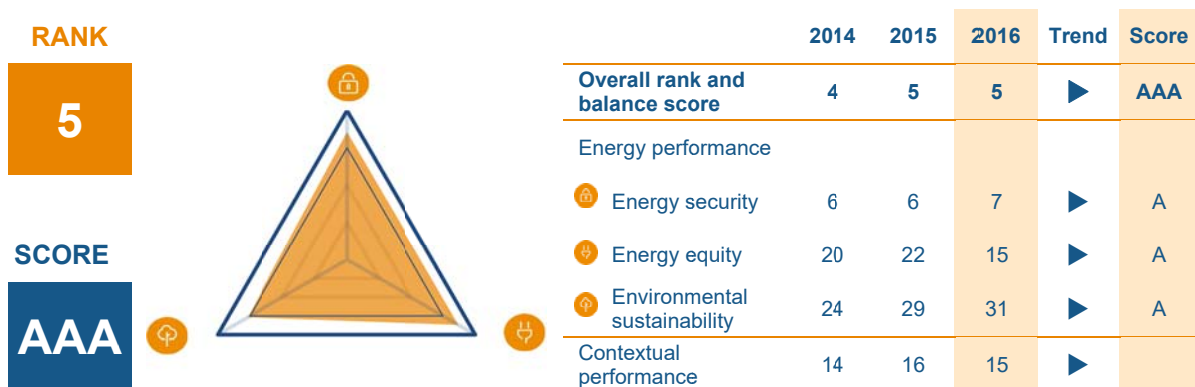 RANK
5
SCORE
AAA
2014 2015 2016 Trend Score
Overall rank and
balance score 4 5 5 AAA
Energy performance
Energy security 6 6 7 A
Energy equity 20 22 15 A
Environmental
sustainability 24 29 31 A
Contextual
performance 14 16 15